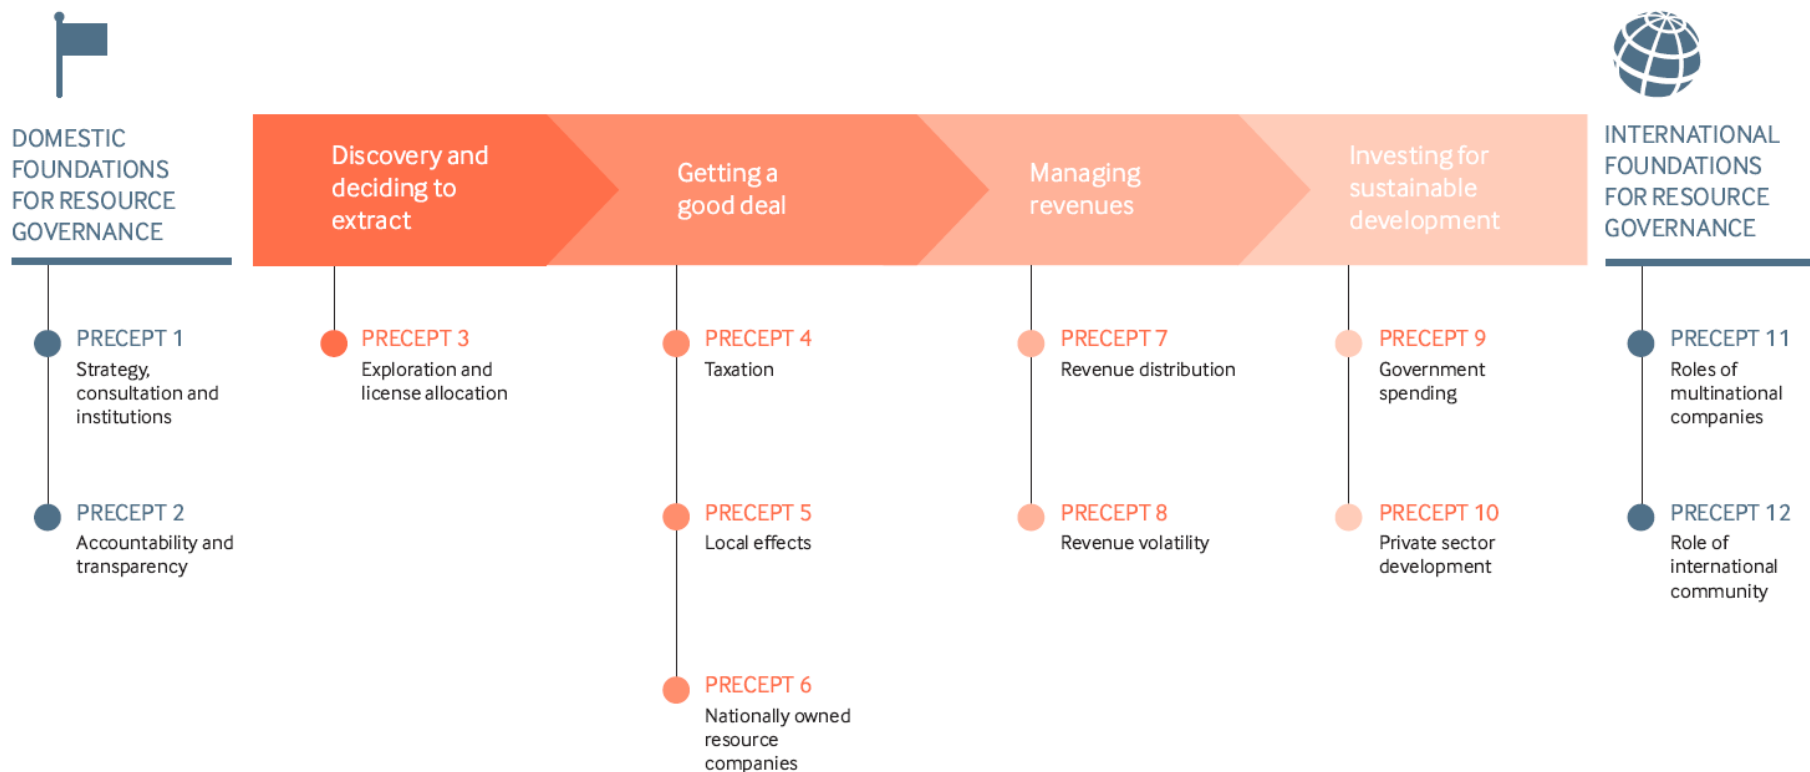 DOMESTIC
FOUNDATIONS
FOR RESOURCE
GOVERNANCE
PRECEPT 1
Strategy,
consultation and
institutions
PRECEPT 2
Accountability and
transparency
Discovery and
deciding to
extract
PRECEPT 3
Exploration and
license allocation
Getting a
good deal
PRECEPT 4
Taxation
PRECEPT 5
Local effects
PRECEPT 6
Nationally owned
resource
companies
Managing
revenues
PRECEPT 7
Revenue distribution
PRECEPT 8
Revenue volatility
Investing for
sustainable
development
PRECEPT 9
Government
spending
PRECEPT 10
Private sector
development
INTERNATIONAL
FOUNDATIONS
FOR RESOURCE
GOVERNANCE
PRECEPT 11
Roles of
multinational
companies
PRECEPT 12
Role of
international
community